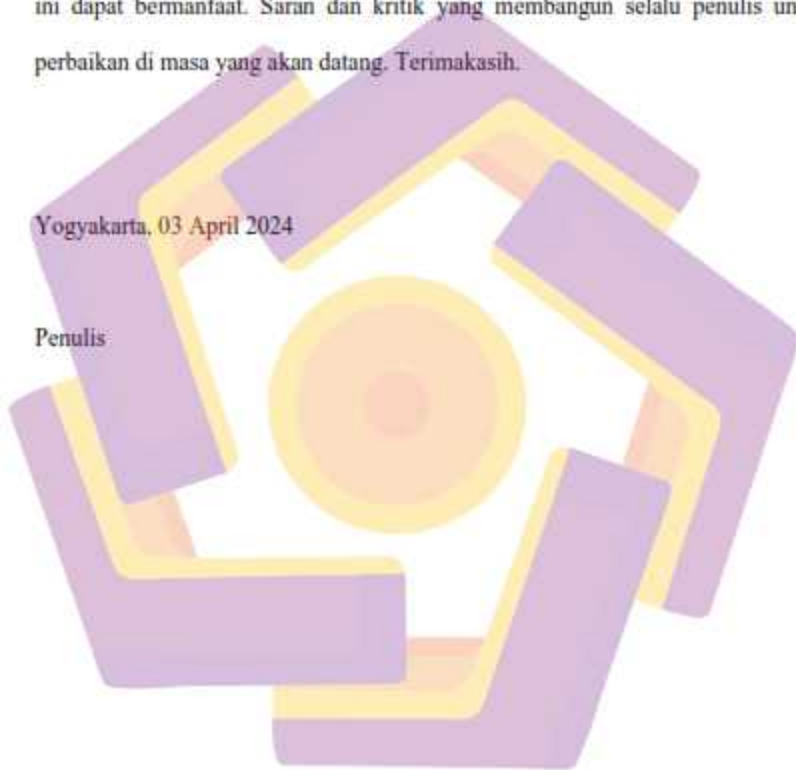 ini dapat bermanfaat. Saran dan kritik yang membangun selalu penulis
perbaikan di masa yang akan datang. Terimakasih.
Yogyakarta, 03 April 2024
Penulis